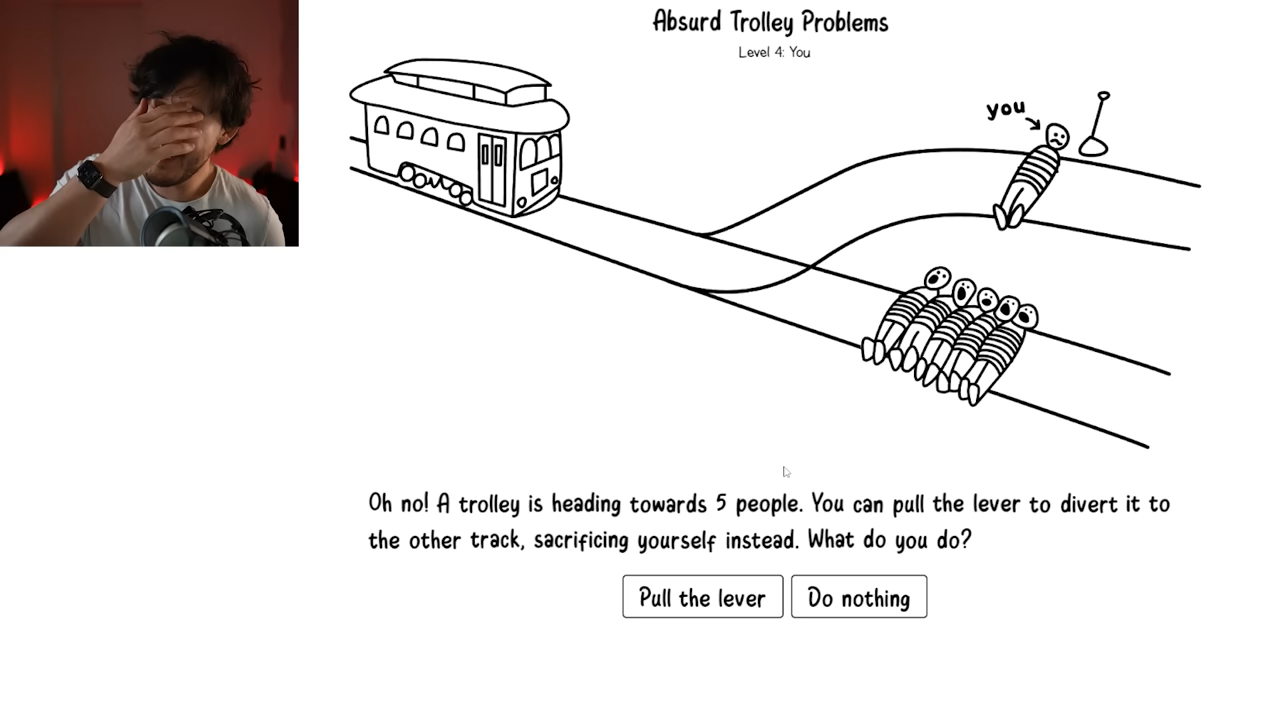 Absurd Trolley Problems
Level 4: You
you
Oh no! A trolley is heading towards 5 people. You can pull the lever to divert it to
the other track, sacrificing yourself instead. What do you do?
Pull the lever
Do nothing